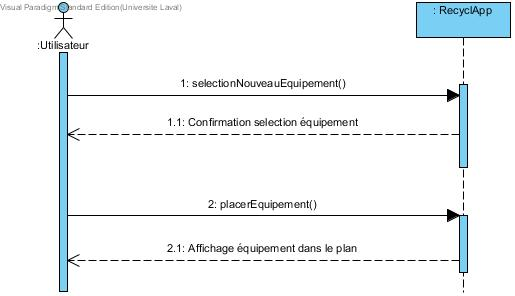 Visual Paradigm Standard Edition(Universite Laval)
: RecyclApp
:Utilisateur
1: selectionNouveauEquipement()
1.1: Confirmation selection équipement
2: placerEquipement()
2.1: Affichage équipement dans le plan